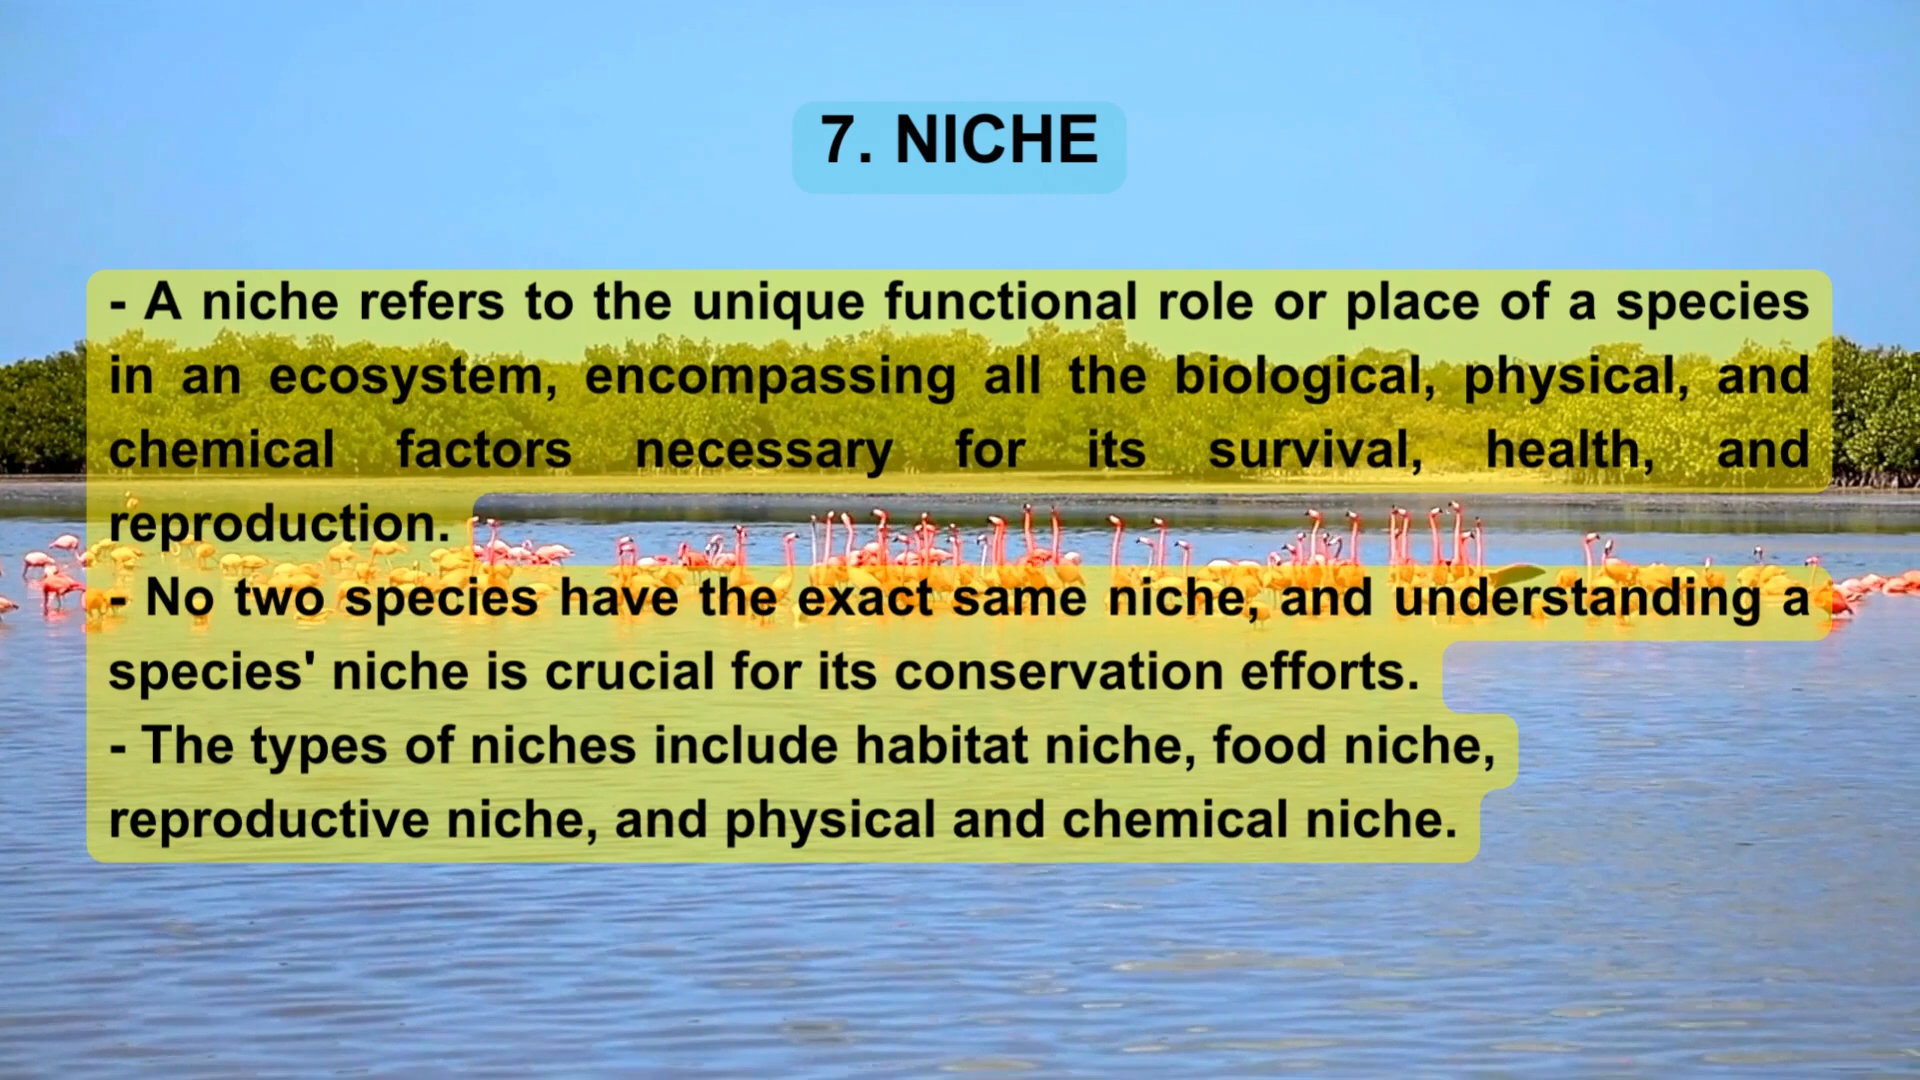 7. NICHE
- A niche refers to the unique functional role or place of a species
in an ecosystem, encompassing all the biological, physical, and
chemical factors necessary for its survival, health, and
reproduction.
- No two species have the exact same niche, and understanding a
species' niche is crucial for its conservation efforts.
- The types of niches include habitat niche, food niche,
reproductive niche, and physical and chemical niche.